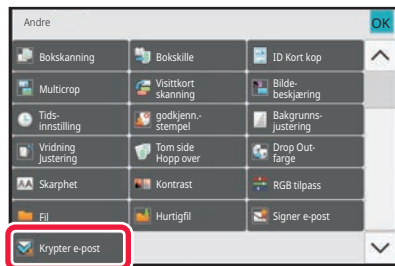 Andre
OK
Bokskanning
Bokskille
ID Kort kop
Multicrop
Visittkort
skanning
Bilde-
beskjæring
Tids-
innstilling
godkjenn.-
stempel
Bakgrunns-
justering
Vridning
Justering
Tom side
Hopp over
Drop Out-
farge
Skarphet
Kontrast
RGB tilpass
Fil
Hurtigfil
Signer e-post
Krypter e-post